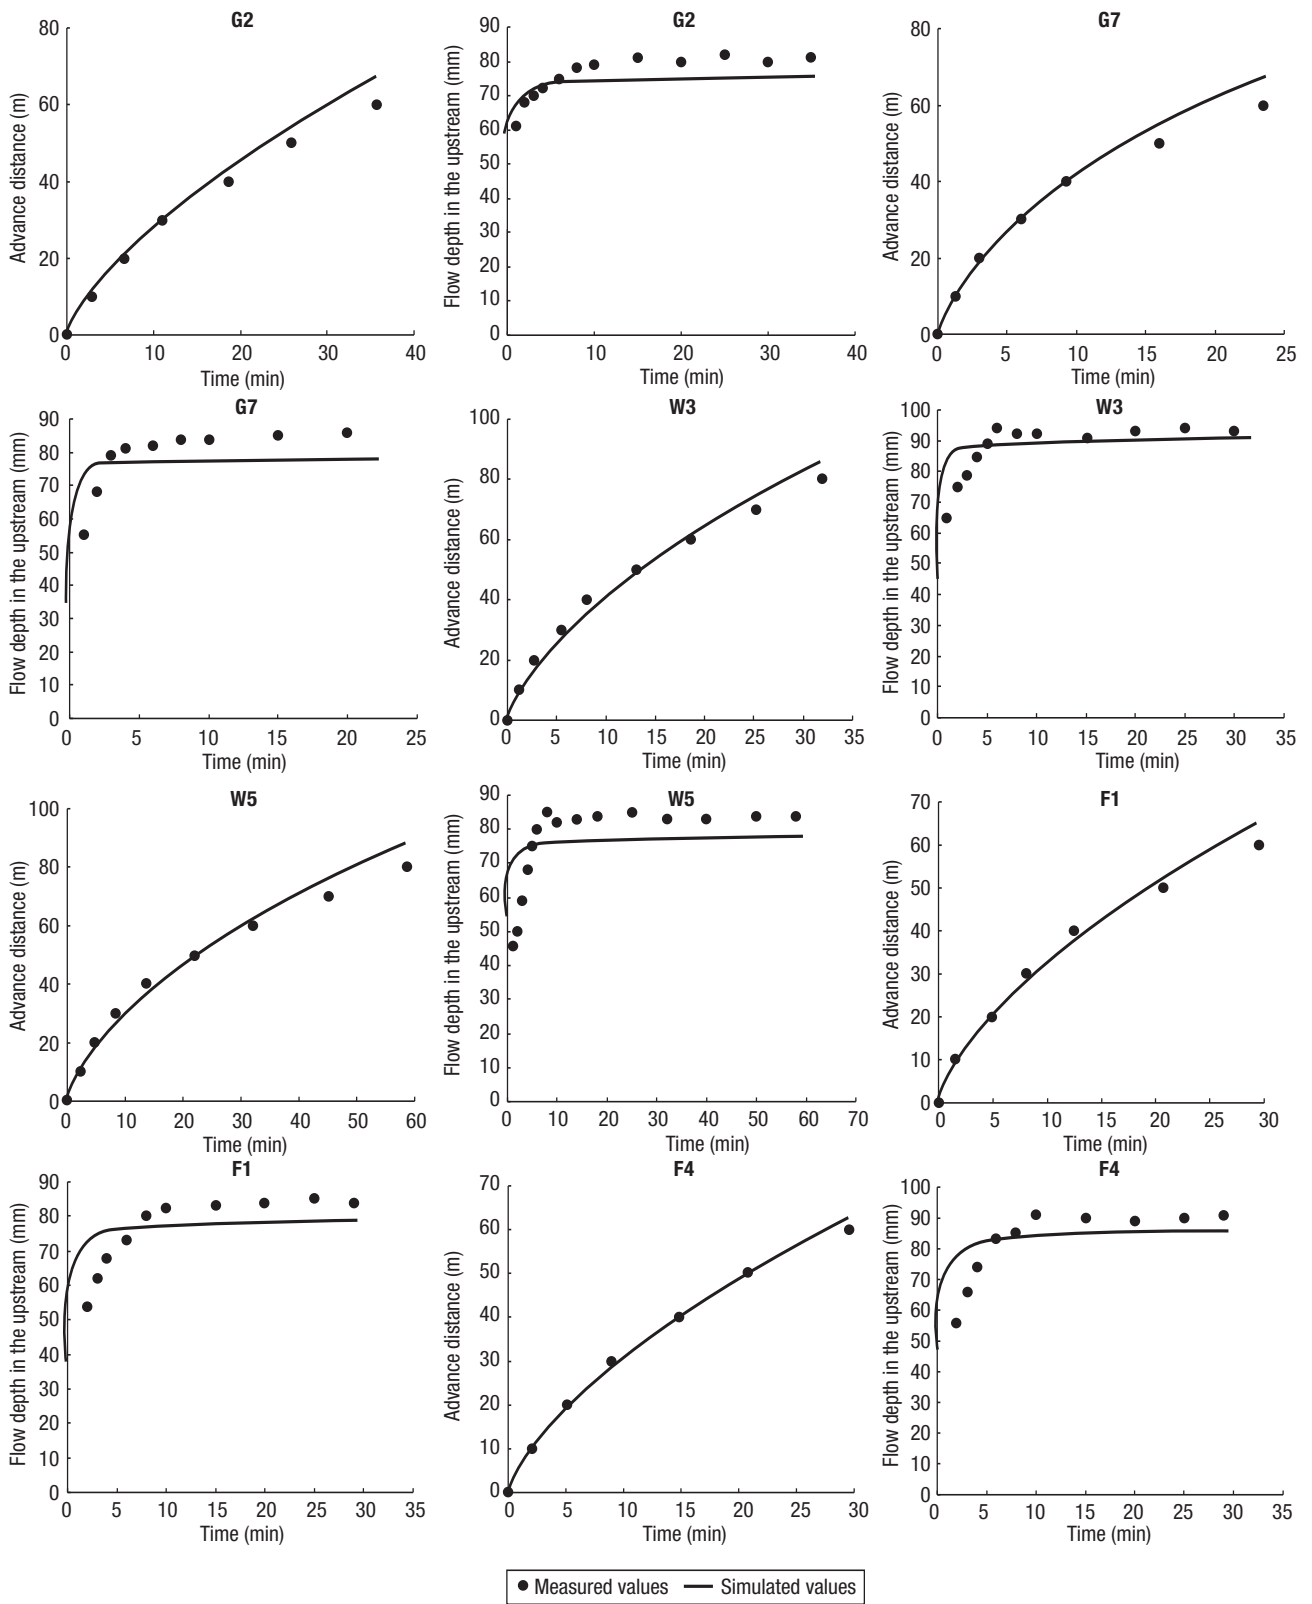 G2
Advance distance (m)
80
60
40
20
0
0 10 20 30 40
Time (min)
G2
Flow depth in the upstream (mm)
90
80
70
60
50
40
30
20
10
0
0 10 20 30 40
Time (min)
G7
Advance distance (m)
80
60
40
20
0
0 5 10 15 20 25
Time (min)
G7
Flow depth in the upstream (mm)
90
80
70
60
50
40
30
20
10
0
0 5 10 15 20 25
Time (min)
W3
Advance distance (m)
100
80
60
40
20
0
0 5 10 15 20 25 30 35
Time (min)
W3
Flow depth in the upstream (mm)
100
90
80
70
60
50
40
30
20
10
0
0 5 10 15 20 25 30 35
Time (min)
W5
Advance distance (m)
100
80
60
40
20
0
0 10 20 30 40 50 60
Time (min)
W5
Flow depth in the upstream (mm)
90
80
70
60
50
40
30
20
10
0
0 10 20 30 40 50 60 70
Time (min)
F1
Advance distance (m)
70
60
50
40
30
20
10
0
0 5 10 15 20 25 30
Time (min)
F1
Flow depth in the upstream (mm)
90
80
70
60
50
40
30
20
10
0
0 5 10 15 20 25 30 35
Time (min)
F4
Advance distance (m)
70
60
50
40
30
20
10
0
0 5 10 15 20 25 30
Time (min)
F4
Flow depth in the upstream (mm)
100
90
80
70
60
50
40
30
20
10
0
0 5 10 15 20 25 30 35
Time (min)
Measured values Simulated values